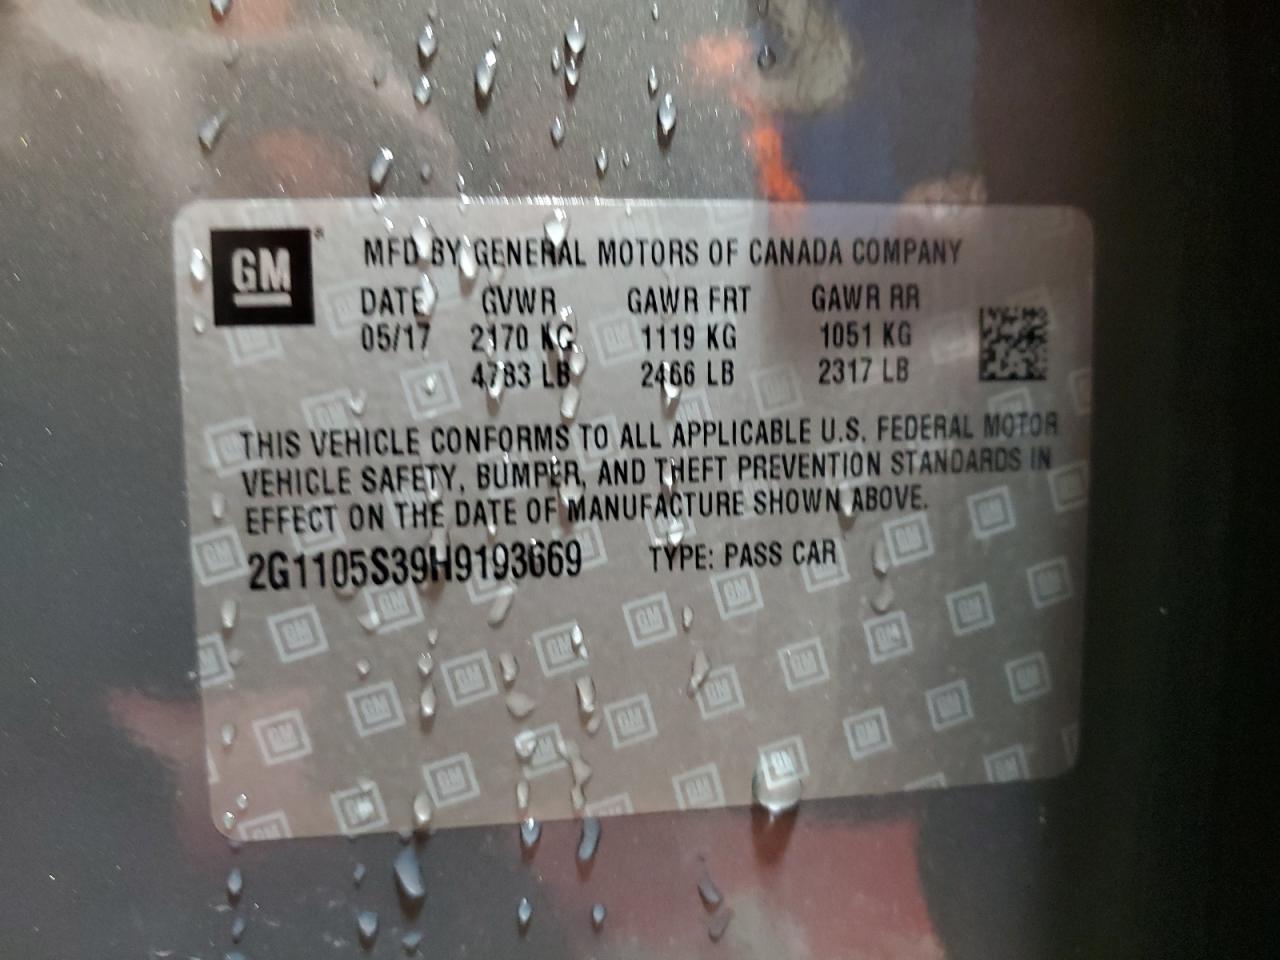 GM
MFD BY GENERAL MOTORS OF CANADA COMPANY
DATE GVWR GAWR FRT GAWR RR
05/17 2170 KG 1119 KG 1051 KG
4783 LB 2466 LB 2317 LB
THIS VEHICLE CONFORMS TO ALL APPLICABLE U.S. FEDERAL MOTOR
VEHICLE SAFETY, BUMPER, AND THEFT PREVENTION STANDARDS IN
EFFECT ON THE DATE OF MANUFACTURE SHOWN ABOVE.
2G1105S39H9193669 TYPE: PASS CAR